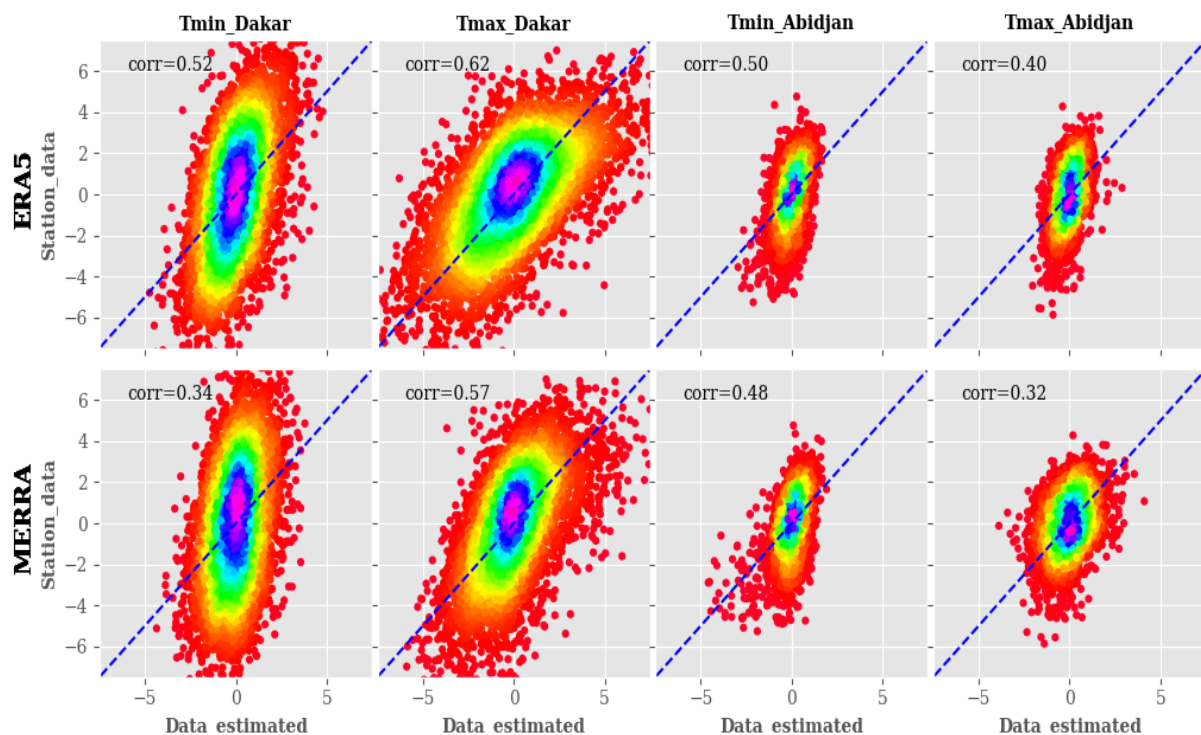 Tmin_Dakar Tmax_Dakar Tmin_Abidjan Tmax_Abidjan
ERA5
Station_data
6
4
2
0
−2
−4
−6
corr=0.52 corr=0.62 corr=0.50 corr=0.40
MERRA
Station_data
6
4
2
0
−2
−4
−6
corr=0.34 corr=0.57 corr=0.48 corr=0.32
−5 0 5 −5 0 5 −5 0 5 −5 0 5
Data estimated Data estimated Data estimated Data estimated